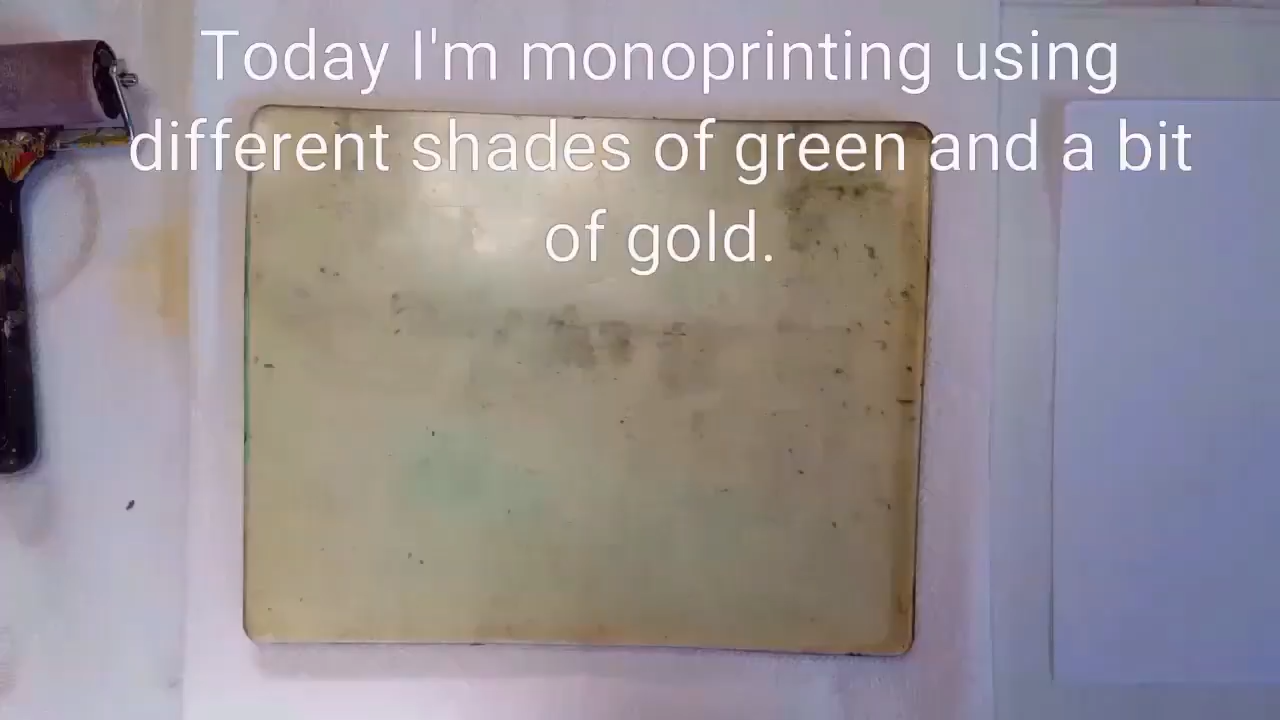 Today I'm monoprinting using
different shades of green and a bit
of gold.